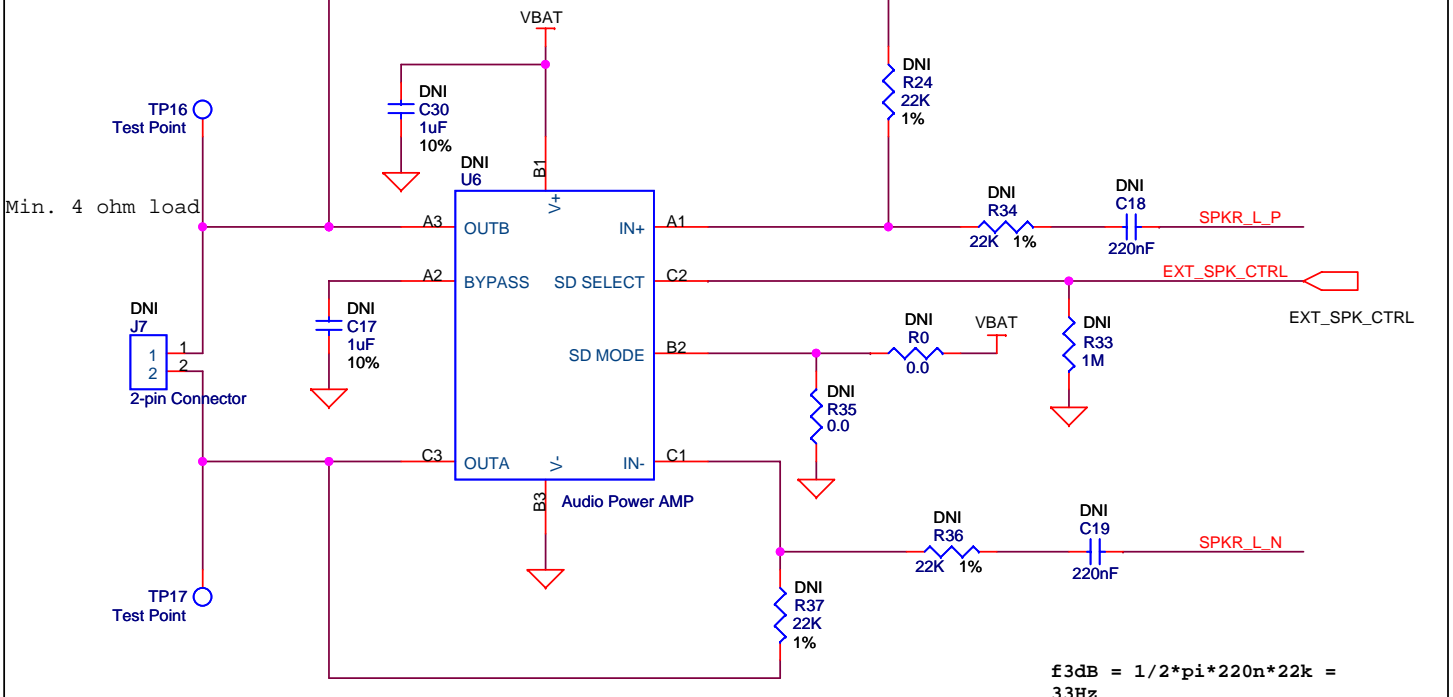 VBAT
DNI
C30
1uF
10%
DNI
R24
22K
1%
TP16
Test Point
DNI
U6
B1
V+
Min. 4 ohm load
A3
OUTB
IN+
A1
DNI
R34
22K 1%
DNI
C18
220nF
SPKR_L_P
A2
BYPASS
SD SELECT
C2
EXT_SPK_CTRL
EXT_SPK_CTRL
DNI
C17
1uF
10%
DNI
J7
1
2
1
2
2-pin Connector
SD MODE
B2
DNI
R0
0.0
VBAT
DNI
R33
1M
DNI
R35
0.0
C3
OUTA
V-
B3
IN-
C1
Audio Power AMP
DNI
R36
22K 1%
DNI
C19
220nF
SPKR_L_N
TP17
Test Point
DNI
R37
22K
1%
f3dB = 1/2*pi*220n*22k =
33Hz